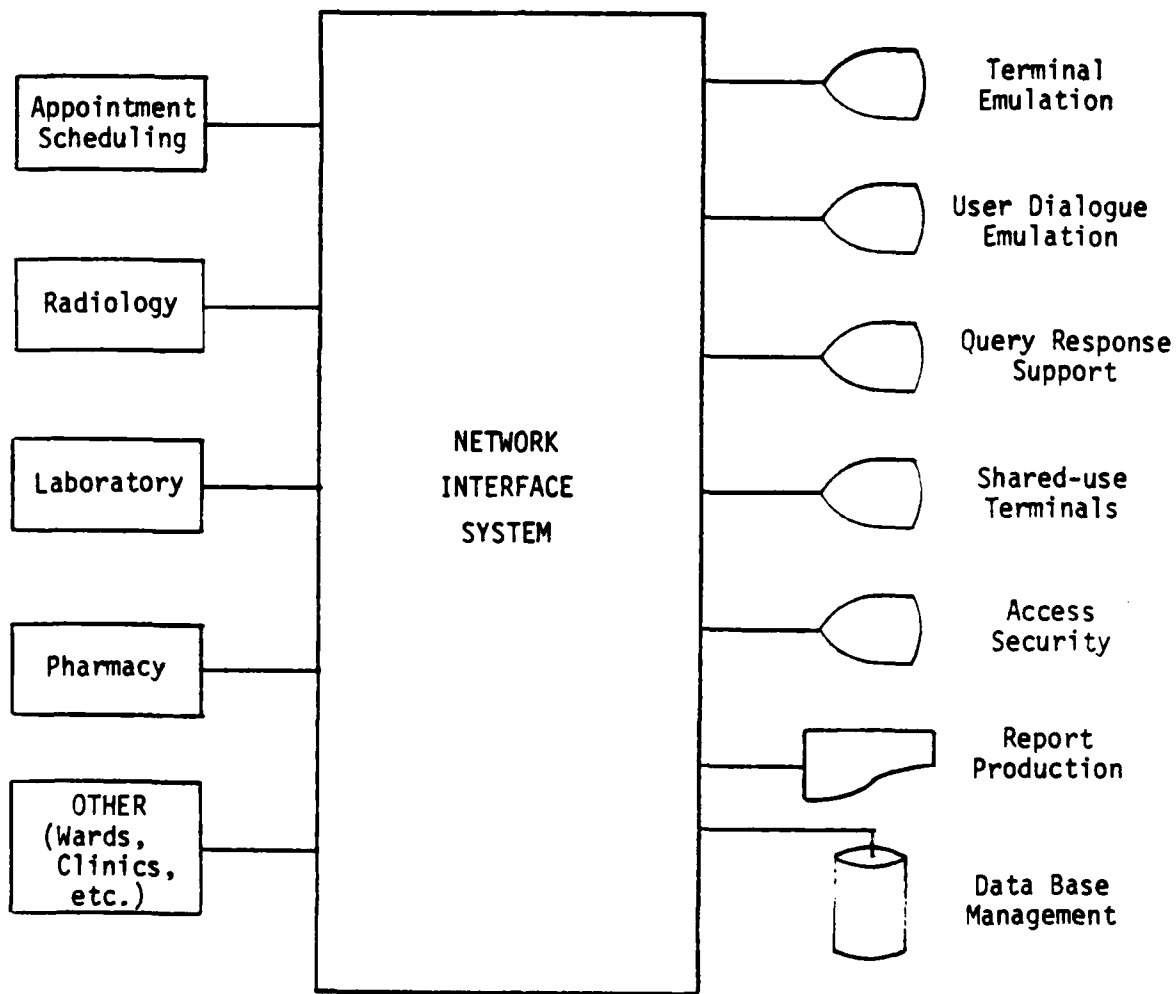 Appointment
Scheduling
Radiology
Laboratory
Pharmacy
OTHER
(Wards,
Clinics,
etc.)
NETWORK
INTERFACE
SYSTEM
Terminal
Emulation
User Dialogue
Emulation
Query Response
Support
Shared-use
Terminals
Access
Security
Report
Production
Data Base
Management